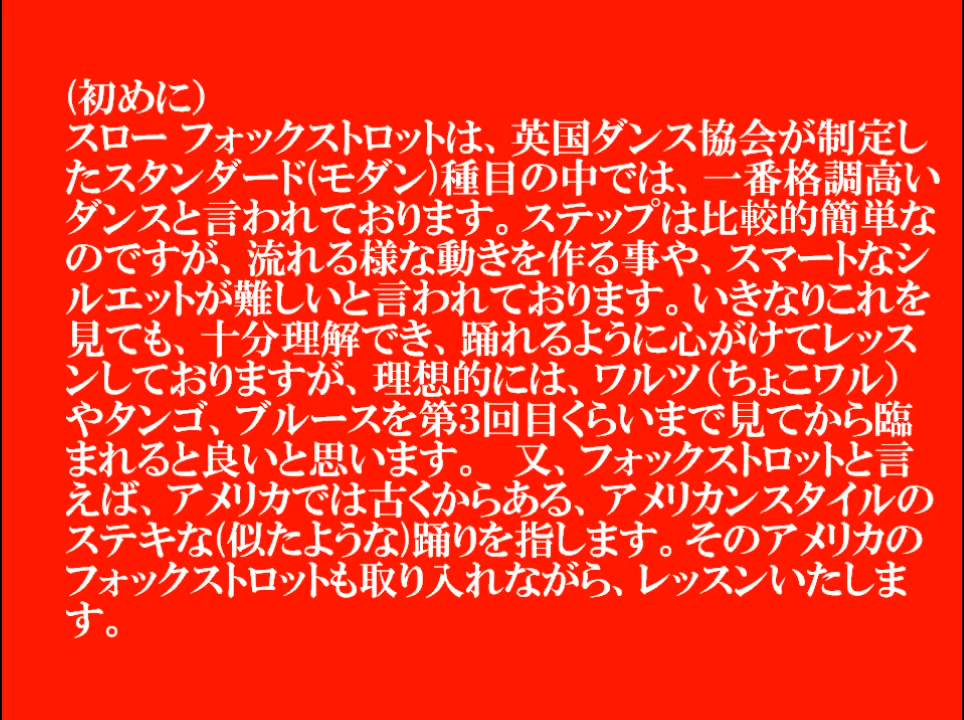 (初めに）
スロー フォックストロットは、英国ダンス協会が制定し
たスタンダード(モダン)種目の中では、一番格調高い
ダンスと言われております。ステップは比較的簡単な
のですが、流れる様な動きを作る事や、スマートなシ
ルエットが難しいと言われております。いきなりこれを
見ても、十分理解でき、踊れるように心がけてレッス
ンしておりますが、理想的には、ワルツ（ちょこワル）
やタンゴ、ブルースを第3回目くらいまで見てから臨
まれると良いと思います。　又、フォックストロットと言
えば、アメリカでは古くからある、アメリカンスタイルの
ステキな(似たような)踊りを指します。そのアメリカの
フォックストロットも取り入れながら、レッスンいたしま
す。